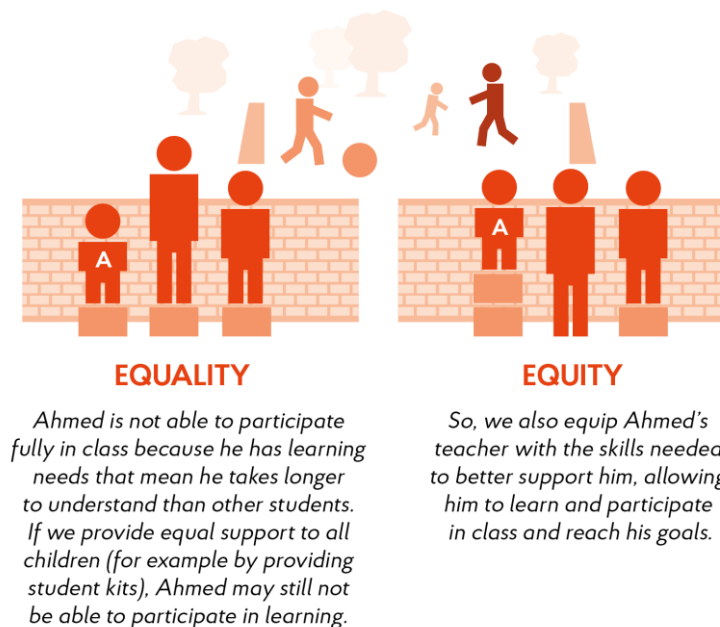 A
A
EQUALITY
Ahmed is not able to participate
fully in class because he has learning
needs that mean he takes longer
to understand than other students.
If we provide equal support to all
children (for example by providing
student kits), Ahmed may still not
be able to participate in learning.
EQUITY
So, we also equip Ahmed’s
teacher with the skills needed
to better support him, allowing
him to learn and participate
in class and reach his goals.